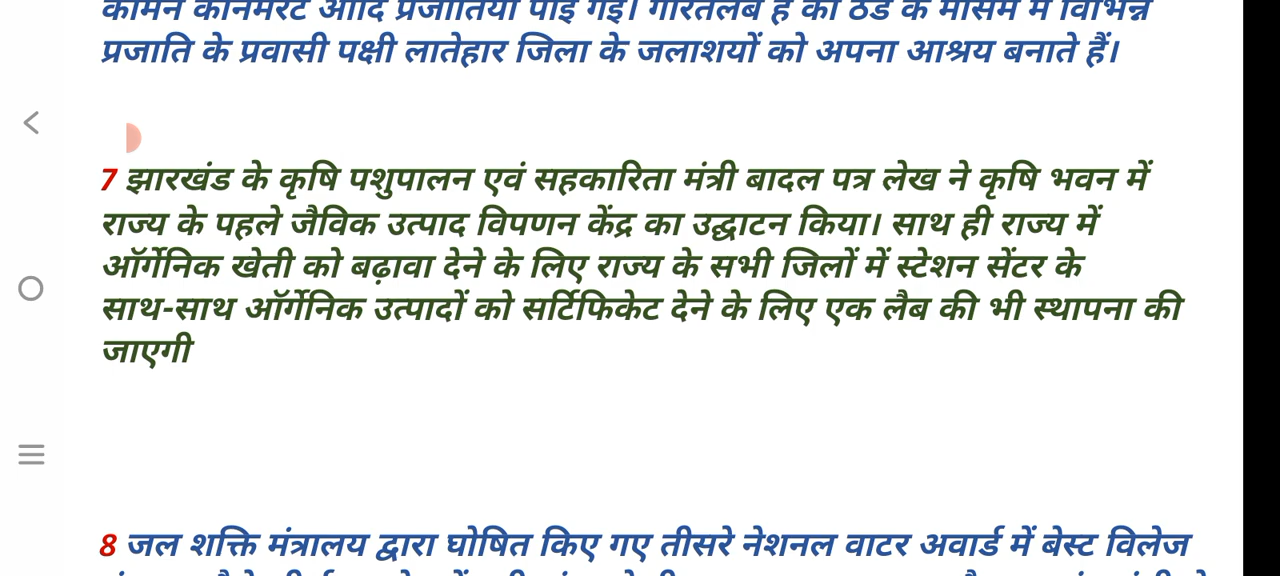 कॉमन कॉर्मोरेंट आदि प्रजातियां पाई गई। गौरतलब है की ठंड के मौसम में विभिन्न
प्रजाति के प्रवासी पक्षी लातेहार जिला के जलाशयों को अपना आश्रय बनाते हैं।
7 झारखंड के कृषि पशुपालन एवं सहकारिता मंत्री बादल पत्र लेख ने कृषि भवन में
राज्य के पहले जैविक उत्पाद विपणन केंद्र का उद्घाटन किया। साथ ही राज्य में
ऑर्गेनिक खेती को बढ़ावा देने के लिए राज्य के सभी जिलों में स्टेशन सेंटर के
साथ-साथ ऑर्गेनिक उत्पादों को सर्टिफिकेट देने के लिए एक लैब की भी स्थापना की
जाएगी
8 जल शक्ति मंत्रालय द्वारा घोषित किए गए तीसरे नेशनल वाटर अवार्ड में बेस्ट विलेज